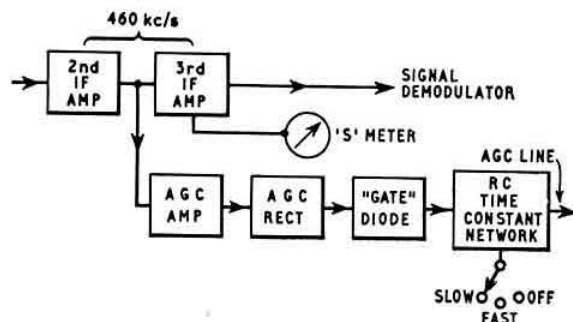 460 kc/s
2nd
IF
AMP
3rd
IF
AMP
SIGNAL
DEMODULATOR
'S' METER
AGC LINE
AGC
AMP
AGC
RECT
"GATE"
DIODE
RC
TIME
CONSTANT
NETWORK
SLOW
OFF
FAST